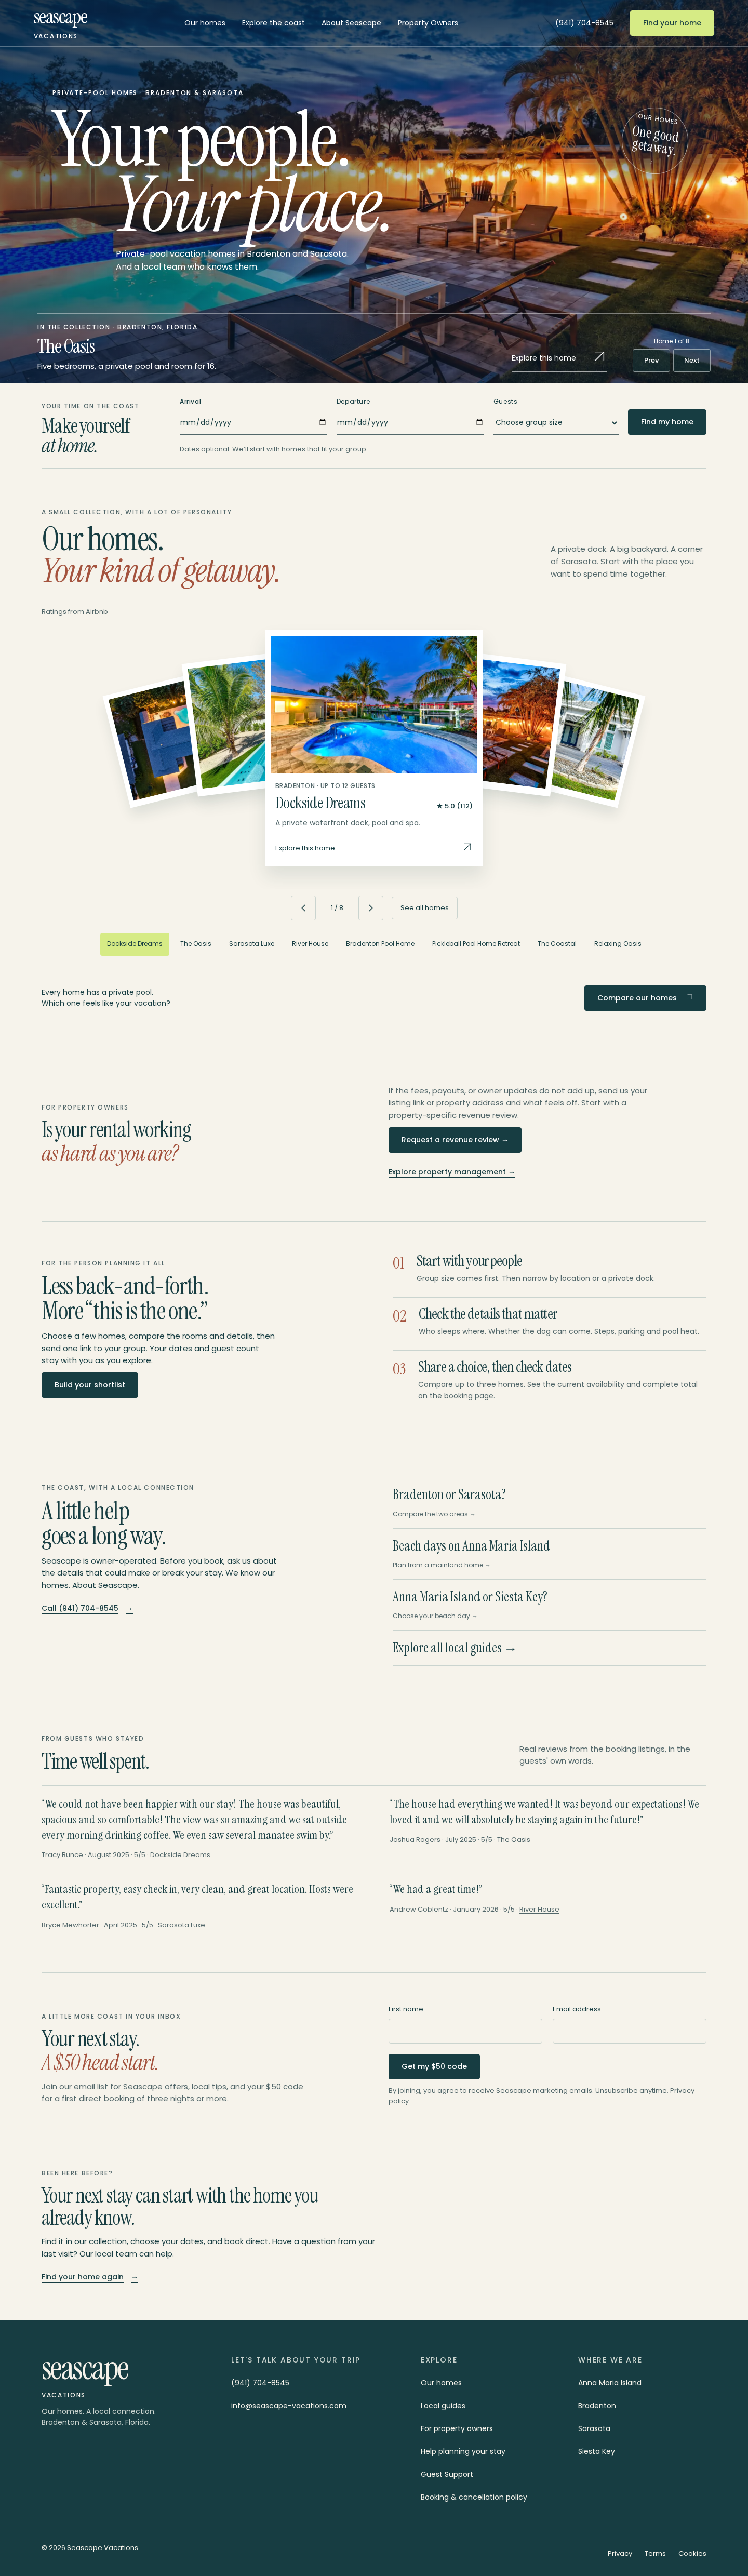 seascape
VACATIONS
Our homes
Explore the coast
About Seascape
Property Owners
(941) 704-8545
Find your home
PRIVATE-POOL HOMES · BRADENTON & SARASOTA
Your people.
Your place.
OUR HOMES
One good
getaway.
Private-pool vacation homes in Bradenton and Sarasota.
And a local team who knows them.
IN THE COLLECTION · BRADENTON, FLORIDA
The Oasis
Five bedrooms, a private pool and room for 16.
Explore this home
Home 1 of 8
Prev
Next
YOUR TIME ON THE COAST
Make yourself
at home.
Arrival
mm/dd/yyyy
Departure
mm/dd/yyyy
Guests
Choose group size
Find my home
Dates optional. We'll start with homes that fit your group.
A SMALL COLLECTION, WITH A LOT OF PERSONALITY
Our homes.
Your kind of getaway.
A private dock. A big backyard. A corner
of Sarasota. Start with the place you
want to spend time together.
Ratings from Airbnb
BRADENTON · UP TO 12 GUESTS
Dockside Dreams
★ 5.0 (112)
A private waterfront dock, pool and spa.
Explore this home
1 / 8
See all homes
Dockside Dreams
The Oasis
Sarasota Luxe
River House
Bradenton Pool Home
Pickleball Pool Home Retreat
The Coastal
Relaxing Oasis
Every home has a private pool.
Which one feels like your vacation?
Compare our homes
FOR PROPERTY OWNERS
Is your rental working
as hard as you are?
If the fees, payouts, or owner updates do not add up, send us your
listing link or property address and what feels off. Start with a
property-specific revenue review.
Request a revenue review →
Explore property management →
FOR THE PERSON PLANNING IT ALL
Less back-and-forth.
More “this is the one.”
Choose a few homes, compare the rooms and details, then
send one link to your group. Your dates and guest count
stay with you as you explore.
Build your shortlist
01 Start with your people
Group size comes first. Then narrow by location or a private dock.
02 Check the details that matter
Who sleeps where. Whether the dog can come. Steps, parking and pool heat.
03 Share a choice, then check dates
Compare up to three homes. See the current availability and complete total
on the booking page.
THE COAST, WITH A LOCAL CONNECTION
A little help
goes a long way.
Seascape is owner-operated. Before you book, ask us about
the details that could make or break your stay. We know our
homes. About Seascape.
Call (941) 704-8545 →
Bradenton or Sarasota?
Compare the two areas →
Beach days on Anna Maria Island
Plan from a mainland home →
Anna Maria Island or Siesta Key?
Choose your beach day →
Explore all local guides →
FROM GUESTS WHO STAYED
Time well spent.
Real reviews from the booking listings, in the
guests' own words.
"We could not have been happier with our stay! The house was beautiful,
spacious and so comfortable! The view was so amazing and we sat outside
every morning drinking coffee. We even saw several manatee swim by."
Tracy Bunce · August 2025 · 5/5 · Dockside Dreams
"The house had everything we wanted! It was beyond our expectations! We
loved it and we will absolutely be staying again in the future!"
Joshua Rogers · July 2025 · 5/5 · The Oasis
"Fantastic property, easy check in, very clean, and great location. Hosts were
excellent."
Bryce Mewhorter · April 2025 · 5/5 · Sarasota Luxe
"We had a great time!"
Andrew Coblentz · January 2026 · 5/5 · River House
A LITTLE MORE COAST IN YOUR INBOX
Your next stay.
A $50 head start.
Join our email list for Seascape offers, local tips, and your $50 code
for a first direct booking of three nights or more.
First name
Email address
Get my $50 code
By joining, you agree to receive Seascape marketing emails. Unsubscribe anytime. Privacy
policy.
BEEN HERE BEFORE?
Your next stay can start with the home you
already know.
Find it in our collection, choose your dates, and book direct. Have a question from your
last visit? Our local team can help.
Find your home again →
seascape
VACATIONS
Our homes. A local connection.
Bradenton & Sarasota, Florida.
LET'S TALK ABOUT YOUR TRIP
(941) 704-8545
info@seascape-vacations.com
EXPLORE
Our homes
Local guides
For property owners
Help planning your stay
Guest Support
Booking & cancellation policy
WHERE WE ARE
Anna Maria Island
Bradenton
Sarasota
Siesta Key
© 2026 Seascape Vacations
Privacy
Terms
Cookies